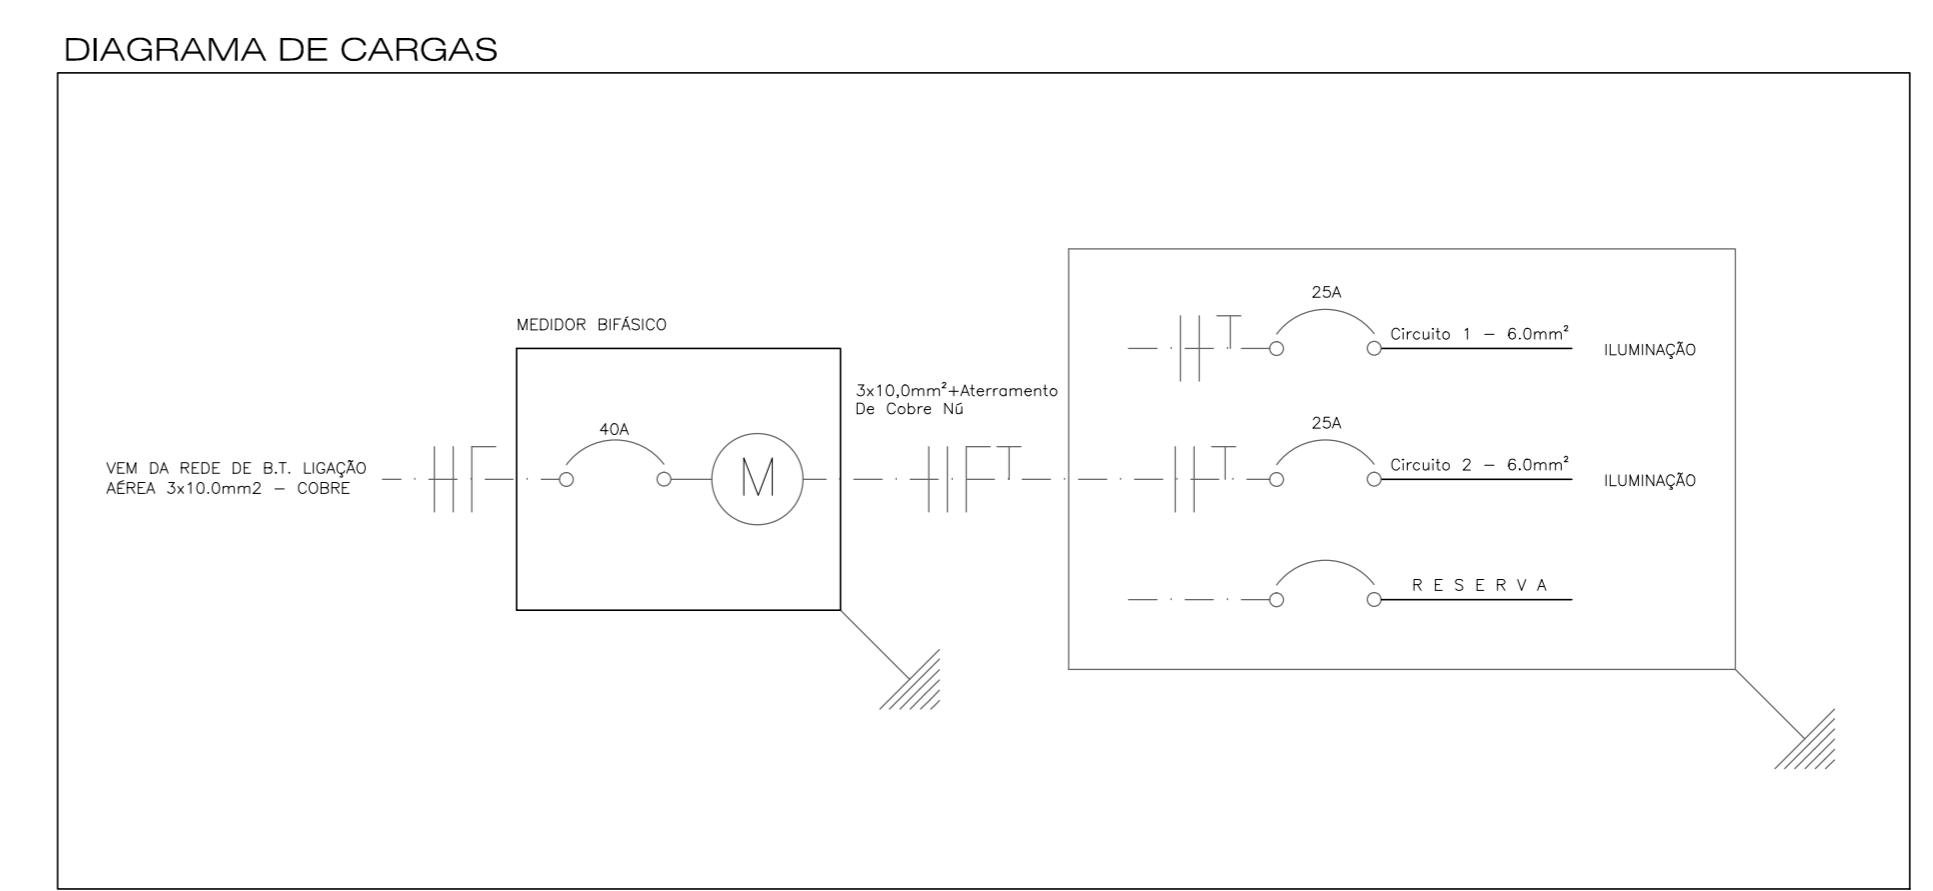 DIAGRAMA DE CARGAS
MEDIDOR BIFÁSICO
40A
M
VEM DA REDE DE B.T. LIGAÇÃO
AÉREA 3x10.0mm2 – COBRE
3x10,0mm²+Aterramento
De Cobre Nú
25A
Circuito 1 – 6.0mm²
ILUMINAÇÃO
25A
Circuito 2 – 6.0mm²
ILUMINAÇÃO
R E S E R V A